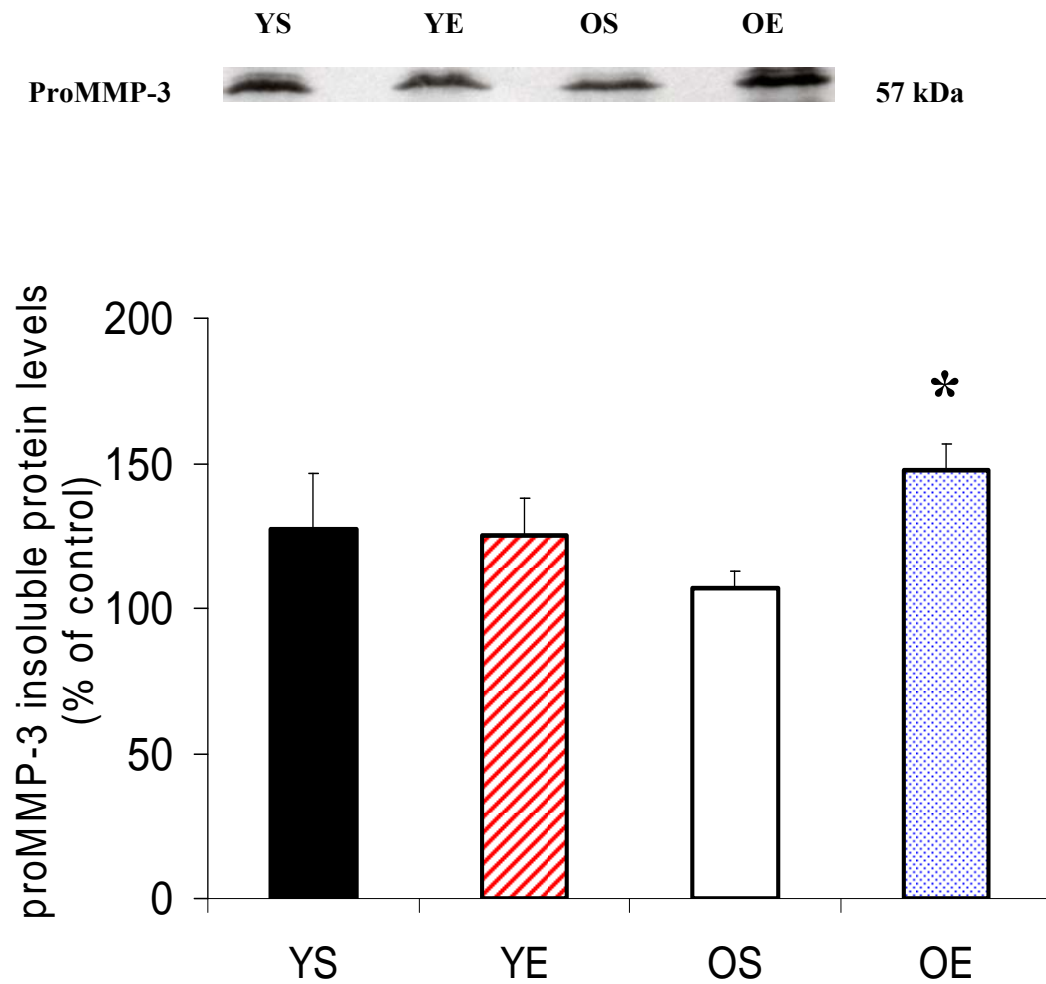 YS YE OS OE
ProMMP-3 57 kDa
proMMP-3 insoluble protein levels
(% of control)
200
*
150
100
50
0
YS YE OS OE